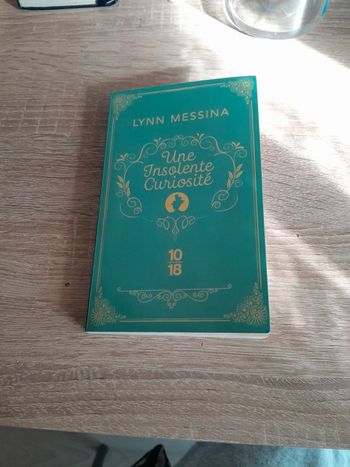 LYNN MESSINA
Une
Insolente
Curiosité
10
18